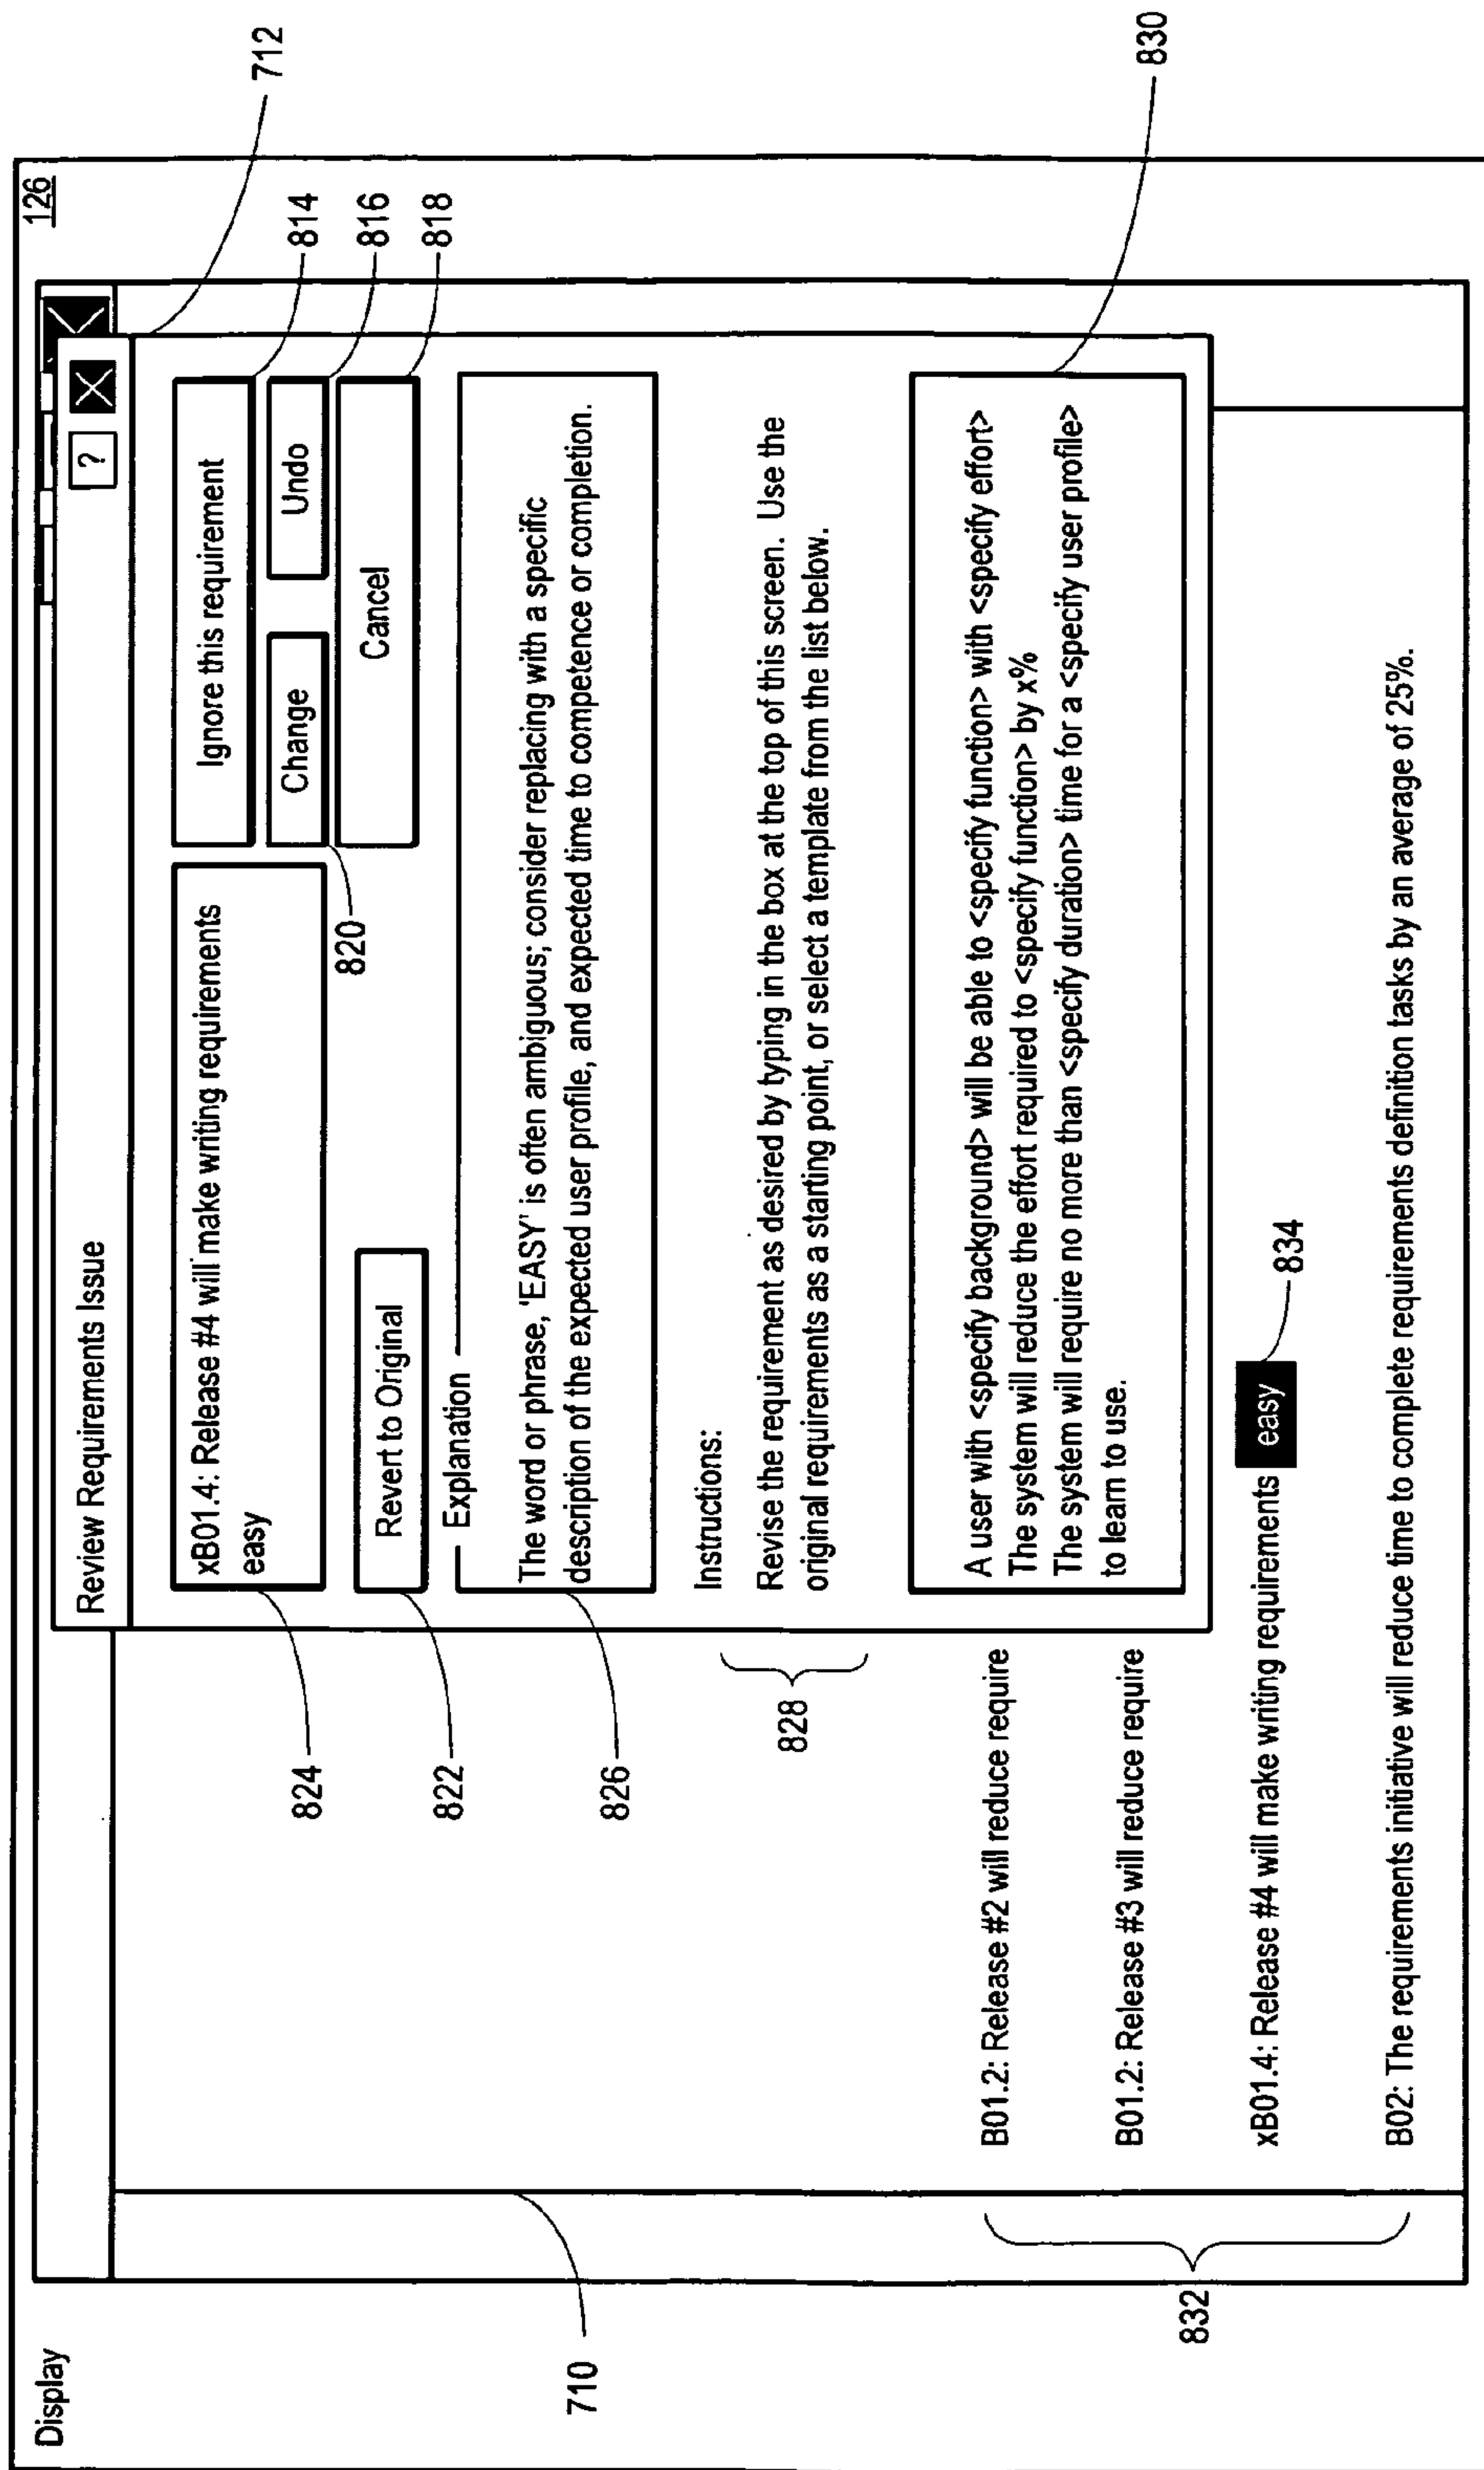 Display
126
Review Requirements Issue
?
712
xB01.4: Release #4 will make writing requirements
easy
Ignore this requirement
814
Change
Undo
816
820
Cancel
818
824
Revert to Original
822
Explanation
The word or phrase, 'EASY' is often ambiguous; consider replacing with a specific
description of the expected user profile, and expected time to competence or completion.
826
Instructions:
Revise the requirement as desired by typing in the box at the top of this screen. Use the
original requirements as a starting point, or select a template from the list below.
828
710
A user with <specify background> will be able to <specify function> with <specify effort>
The system will reduce the effort required to <specify function> by x%
The system will require no more than <specify duration> time for a <specify user profile>
to learn to use.
830
B01.2: Release #2 will reduce require
B01.2: Release #3 will reduce require
xB01.4: Release #4 will make writing requirements easy
834
B02: The requirements initiative will reduce time to complete requirements definition tasks by an average of 25%.
832